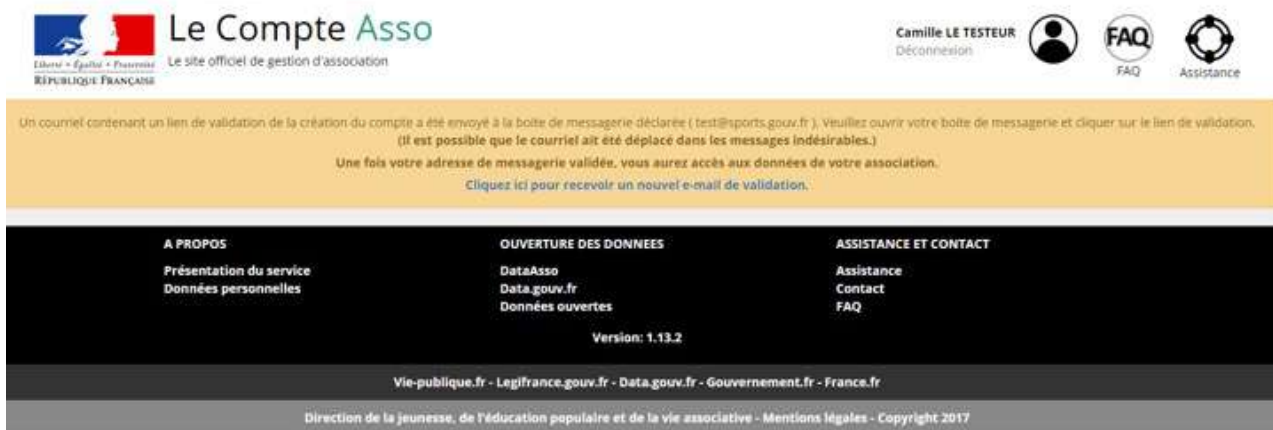 Le Compte Asso
Le site officiel de gestion d'association
Liberté • Égalité • Fraternité
RÉPUBLIQUE FRANÇAISE
Camille LE TESTEUR
Déconnexion
FAQ
FAQ
Assistance
Un courriel contenant un lien de validation de la création du compte a été envoyé à la boite de messagerie déclarée ( test@sports.gouv.fr ). Veuillez ouvrir votre boite de messagerie et cliquer sur le lien de validation.
(Il est possible que le courriel ait été déplacé dans les messages indésirables.)
Une fois votre adresse de messagerie validée, vous aurez accès aux données de votre association.
Cliquez ici pour recevoir un nouvel e-mail de validation.
A PROPOS
Présentation du service
Données personnelles
OUVERTURE DES DONNEES
DataAsso
Data.gouv.fr
Données ouvertes
ASSISTANCE ET CONTACT
Assistance
Contact
FAQ
Version: 1.13.2
Vie-publique.fr - Legifrance.gouv.fr - Data.gouv.fr - Gouvernement.fr - France.fr
Direction de la jeunesse, de l'éducation populaire et de la vie associative - Mentions légales - Copyright 2017